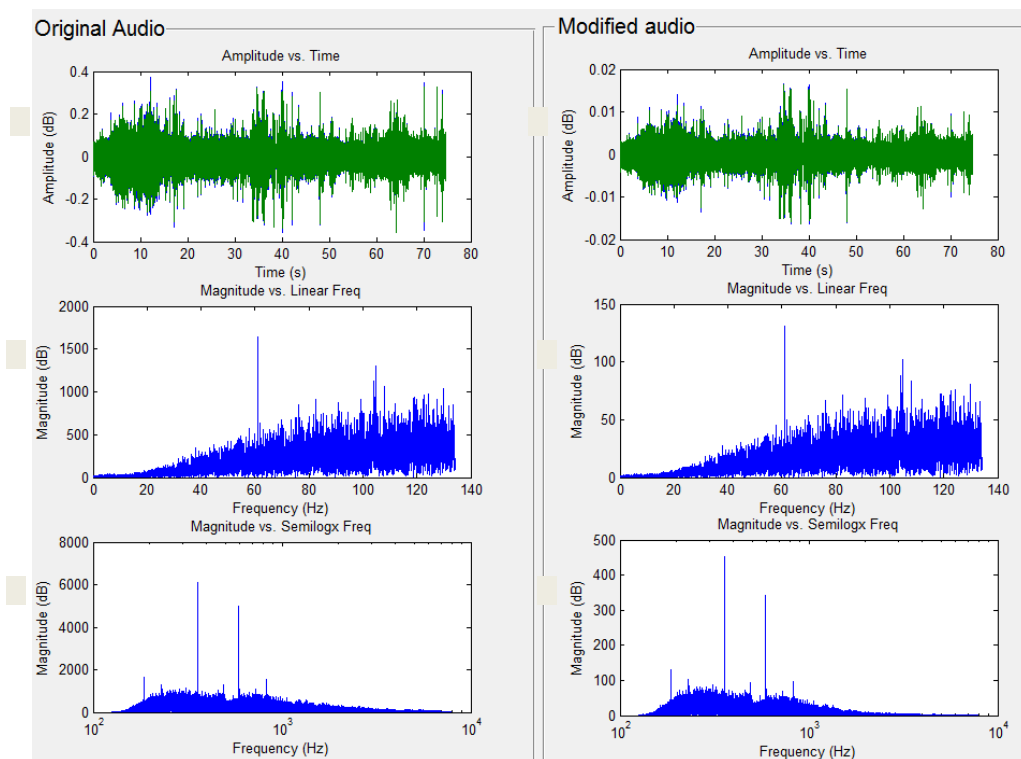 Original Audio
Amplitude vs. Time
0.4
0.2
0
-0.2
-0.4
Amplitude (dB)
0 10 20 30 40 50 60 70 80
Time (s)
Magnitude vs. Linear Freq
2000
1500
1000
500
0
Magnitude (dB)
0 20 40 60 80 100 120 140
Frequency (Hz)
Magnitude vs. Semilogx Freq
8000
6000
4000
2000
0
Magnitude (dB)
10^2 10^3 10^4
Frequency (Hz)
Modified audio
Amplitude vs. Time
0.02
0.01
0
-0.01
-0.02
Amplitude (dB)
0 10 20 30 40 50 60 70 80
Time (s)
Magnitude vs. Linear Freq
150
100
50
0
Magnitude (dB)
0 20 40 60 80 100 120 140
Frequency (Hz)
Magnitude vs. Semilogx Freq
500
400
300
200
100
0
Magnitude (dB)
10^2 10^3 10^4
Frequency (Hz)